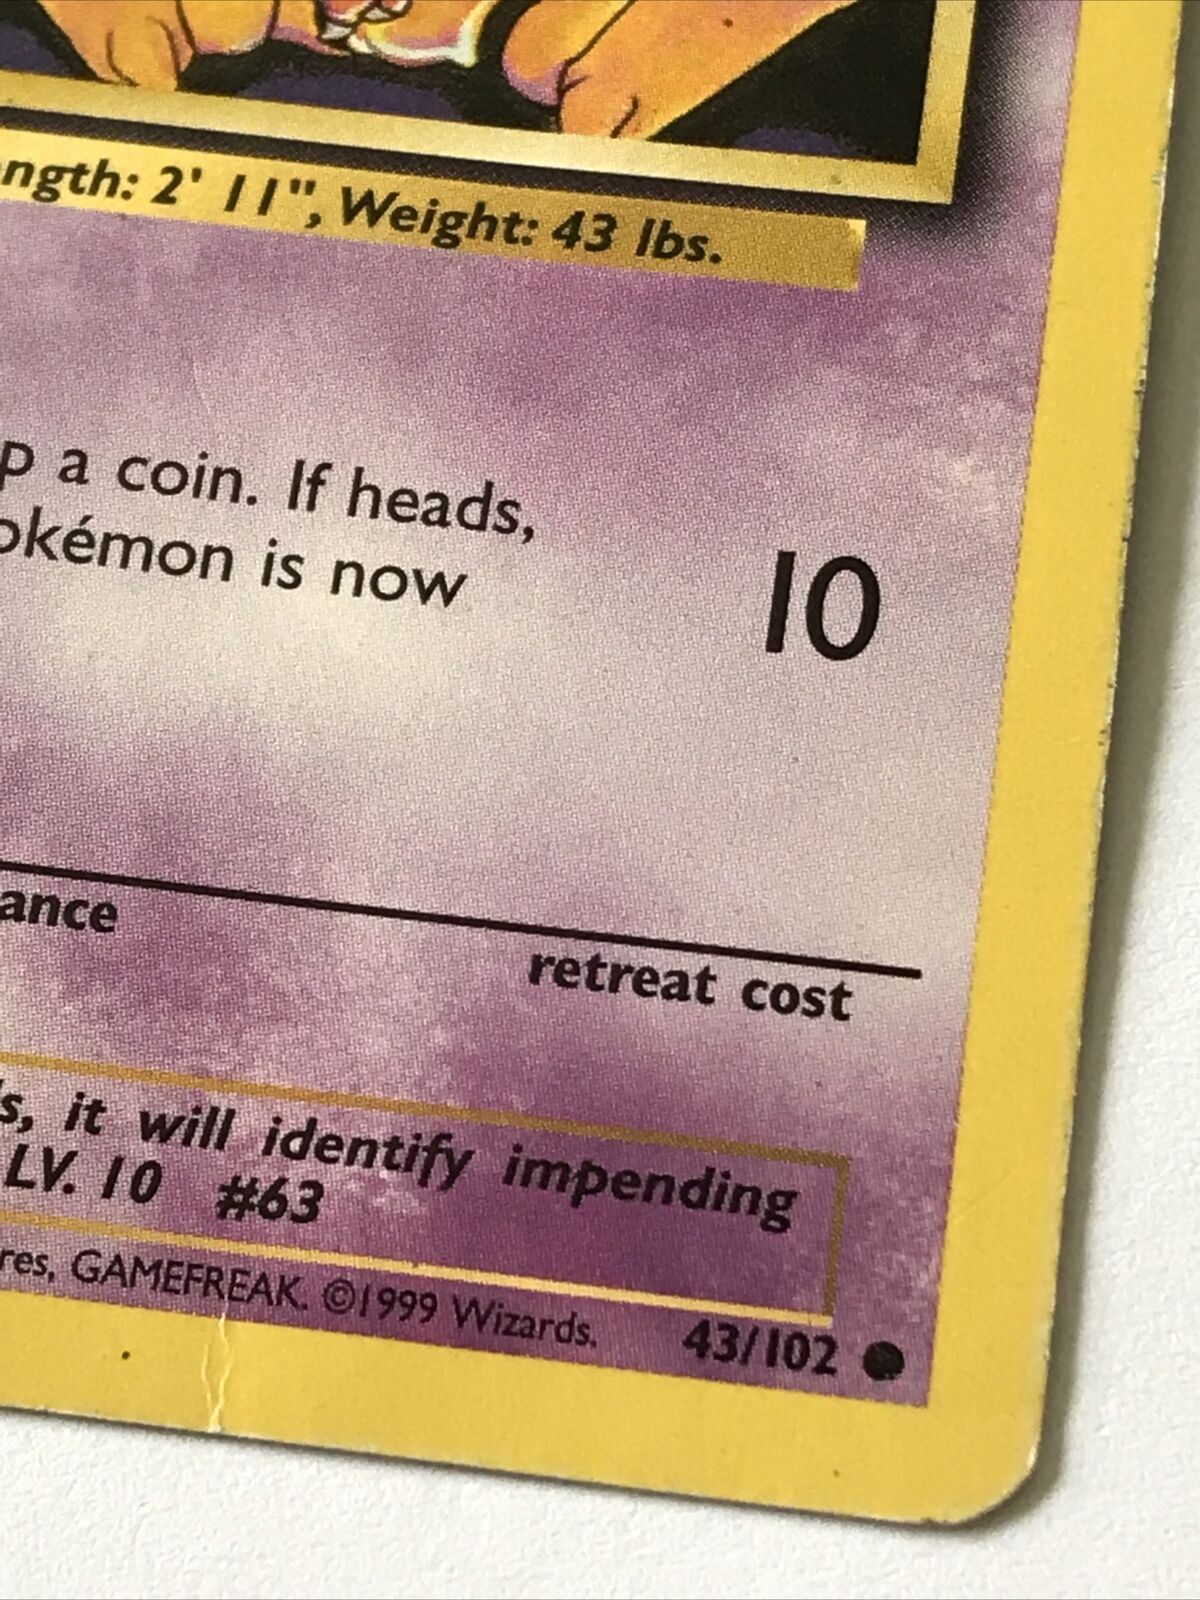 ngth: 2' 11", Weight: 43 lbs.
p a coin. If heads,
okémon is now
10
ance
retreat cost
s, it will identify impending
LV. 10 #63
res, GAMEFREAK. ©1999 Wizards. 43/102 ●